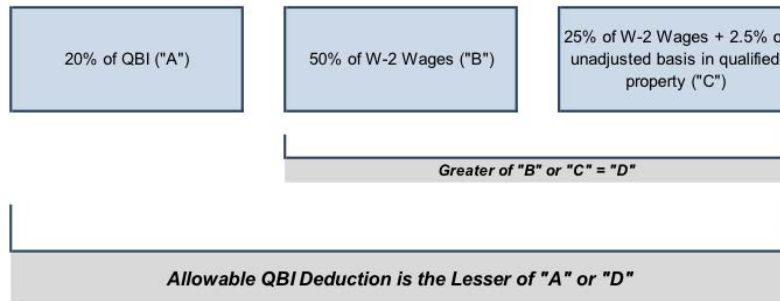 20% of QBI ("A")
50% of W-2 Wages ("B")
25% of W-2 Wages + 2.5% o
unadjusted basis in qualified
property ("C")
Greater of "B" or "C" = "D"
Allowable QBI Deduction is the Lesser of "A" or "D"